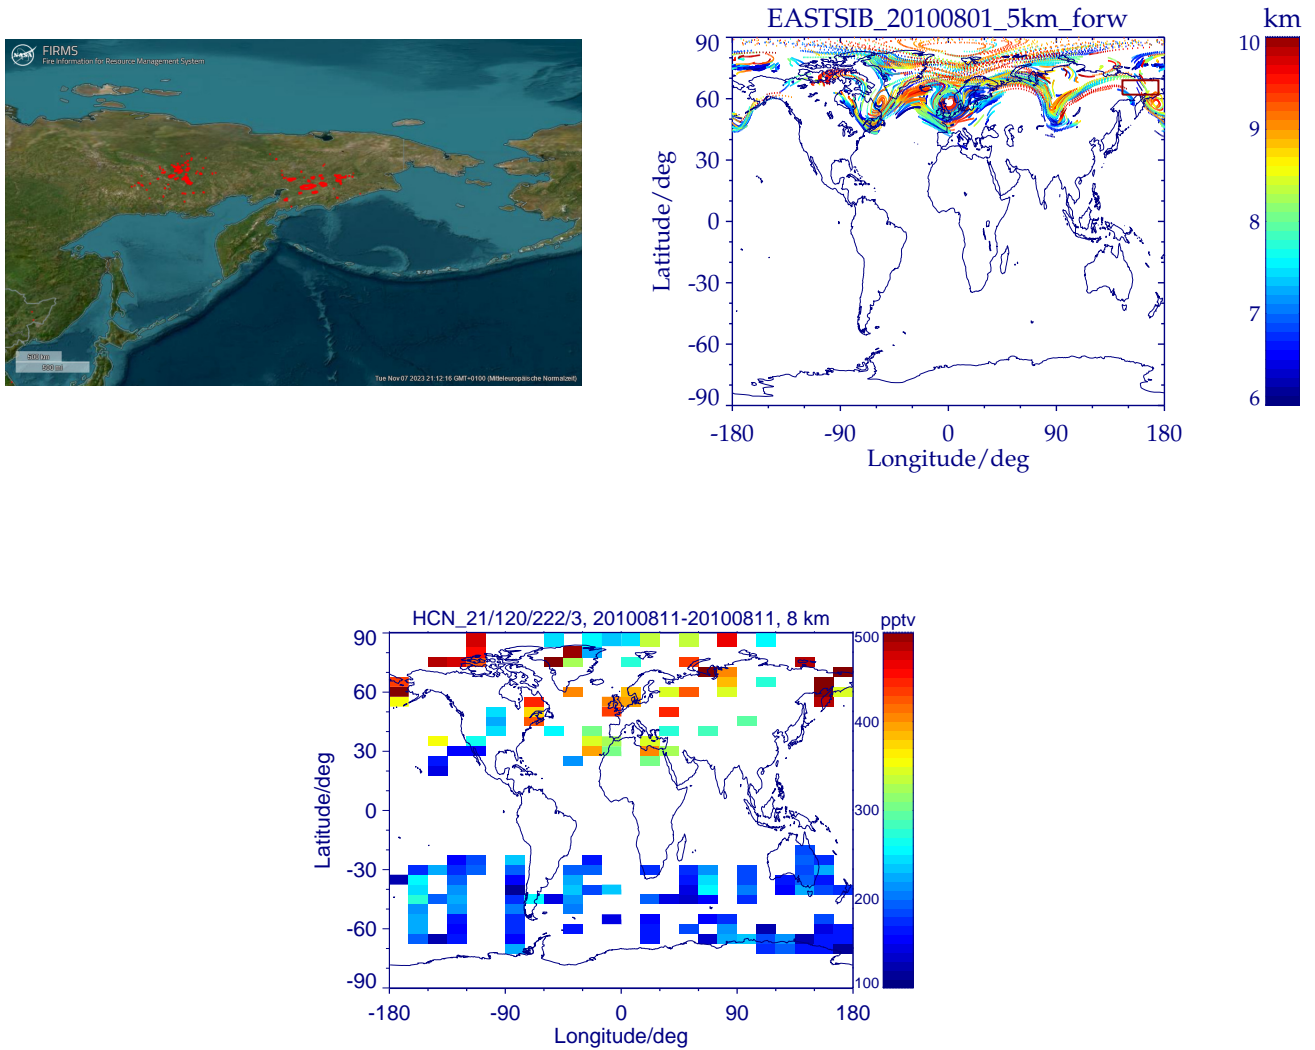 FIRMS
Fire Information for Resource Management System
NASA
500 km
500 mi
Tue Nov 07 2023 21:12:16 GMT+0100 (Mitteleuropäische Normalzeit)
EASTSIB_20100801_5km_forw
km
90
60
30
0
-30
-60
-90
Latitude/deg
-180
-90
0
90
180
Longitude/deg
10
9
8
7
6
HCN_21/120/222/3, 20100811-20100811, 8 km
pptv
90
60
30
0
-30
-60
-90
Latitude/deg
-180
-90
0
90
180
Longitude/deg
500
400
300
200
100